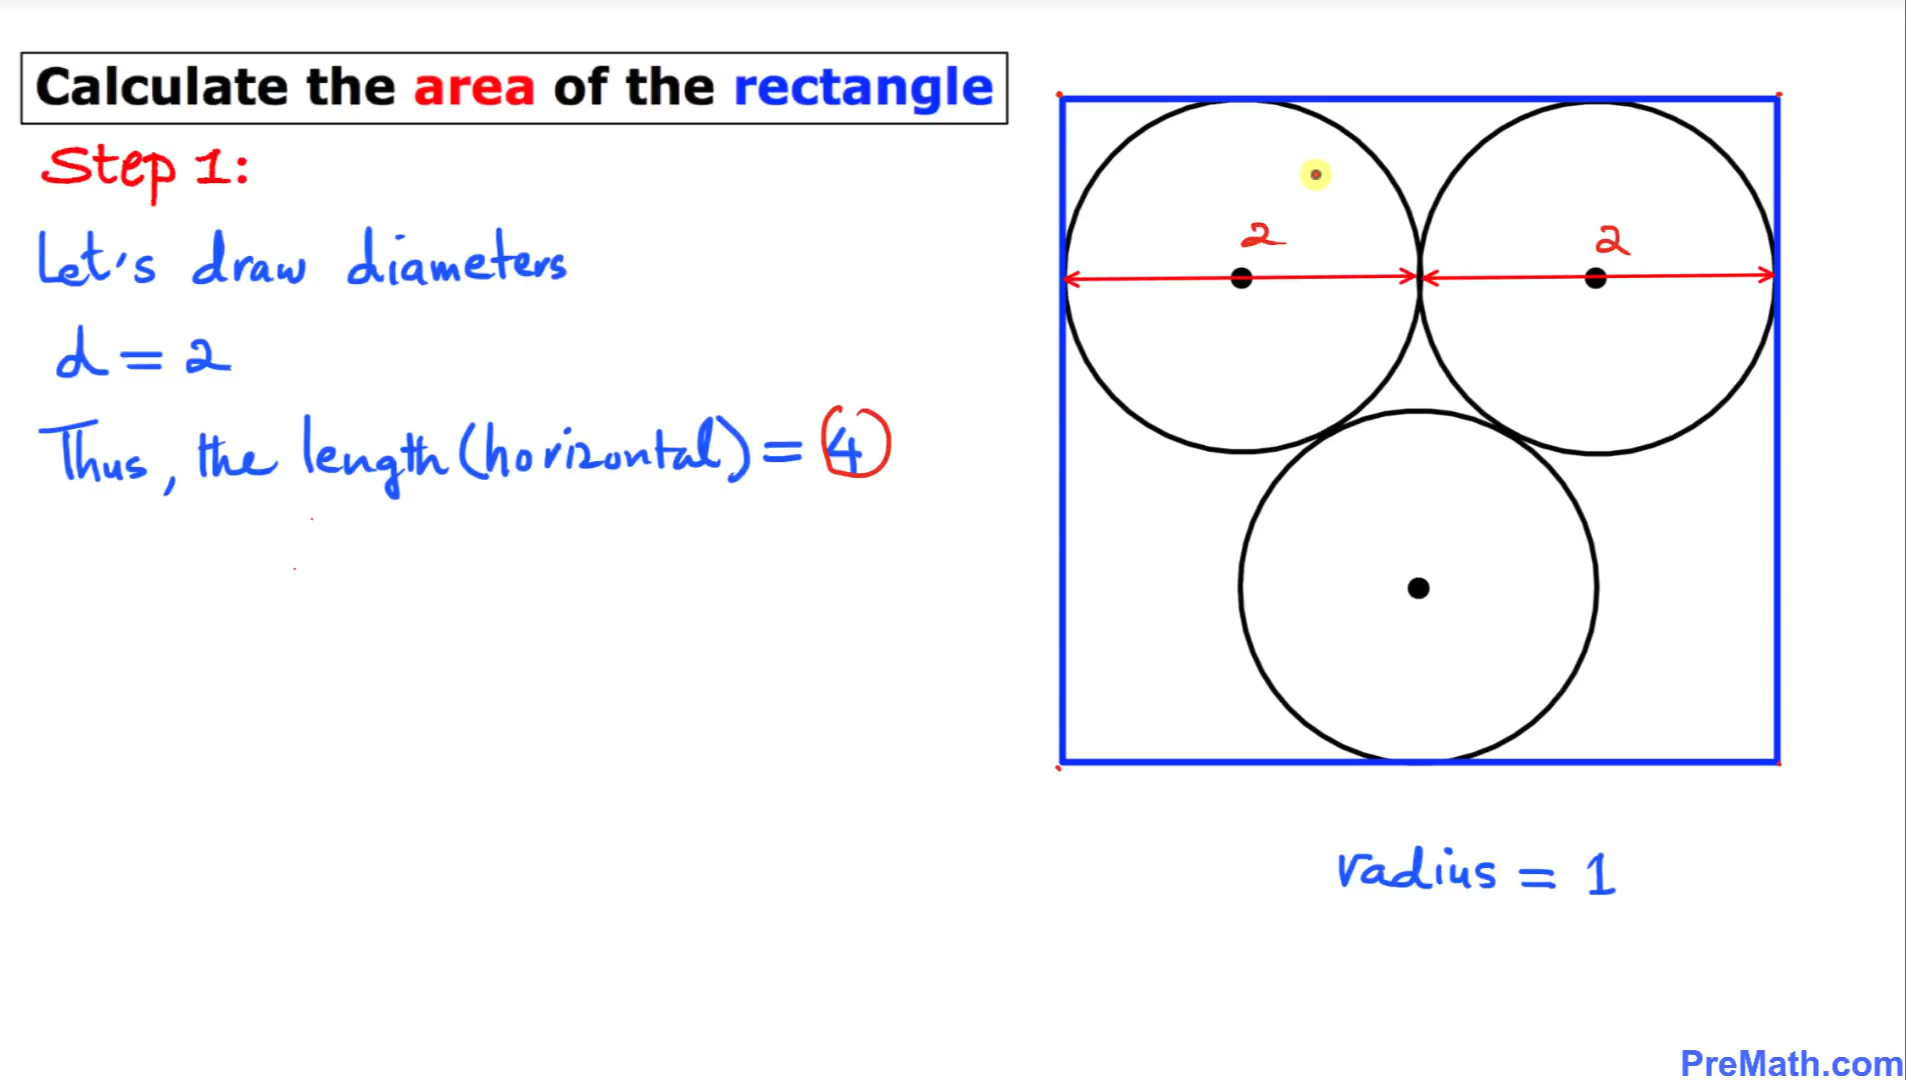 Calculate the area of the rectangle
Step 1:
Let's draw diameters
d = 2
Thus, the length (horizontal) = 4
2
2
radius = 1
PreMath.com